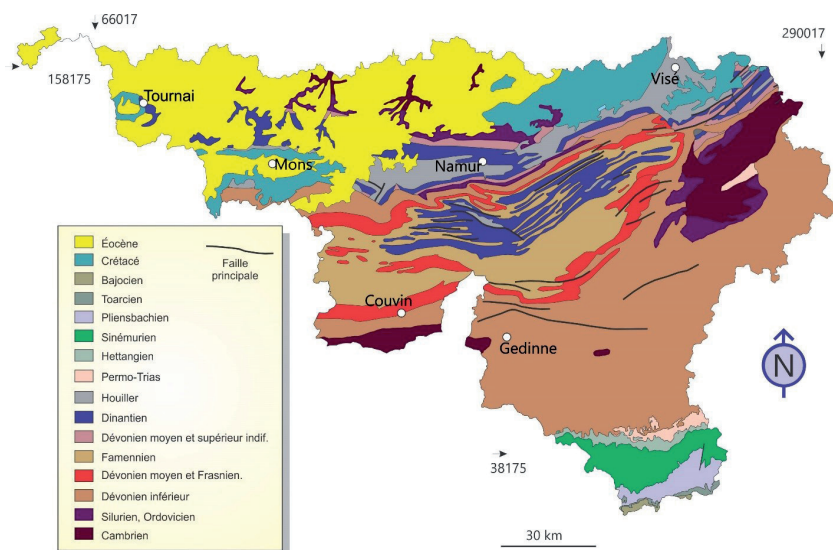 66017
290017
158175
Visé
Tournai
Mons
Namur
Éocène
Crétacé
Bajocien
Toarcien
Pliensbachien
Sinémurien
Hettangien
Permo-Trias
Houiller
Dinantien
Dévonien moyen et supérieur indif.
Famennien
Dévonien moyen et Frasnien.
Dévonien inférieur
Silurien, Ordovicien
Cambrien
Faille
principale
Couvin
Gedinne
N
38175
30 km